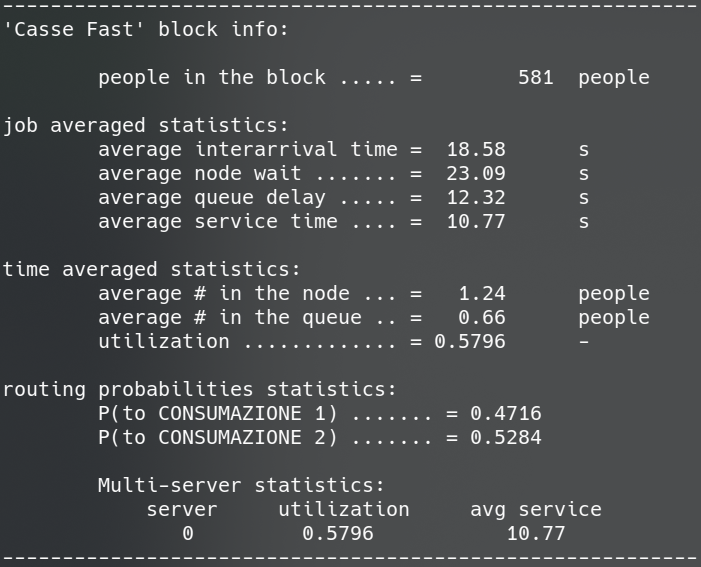 ----------------------------------------------------------
'Casse Fast' block info:
people in the block ..... = 581 people
job averaged statistics:
average interarrival time = 18.58 s
average node wait ....... = 23.09 s
average queue delay ..... = 12.32 s
average service time .... = 10.77 s
time averaged statistics:
average # in the node ... = 1.24 people
average # in the queue .. = 0.66 people
utilization ............. = 0.5796 -
routing probabilities statistics:
P(to CONSUMAZIONE 1) ....... = 0.4716
P(to CONSUMAZIONE 2) ....... = 0.5284
Multi-server statistics:
server utilization avg service
0 0.5796 10.77
----------------------------------------------------------